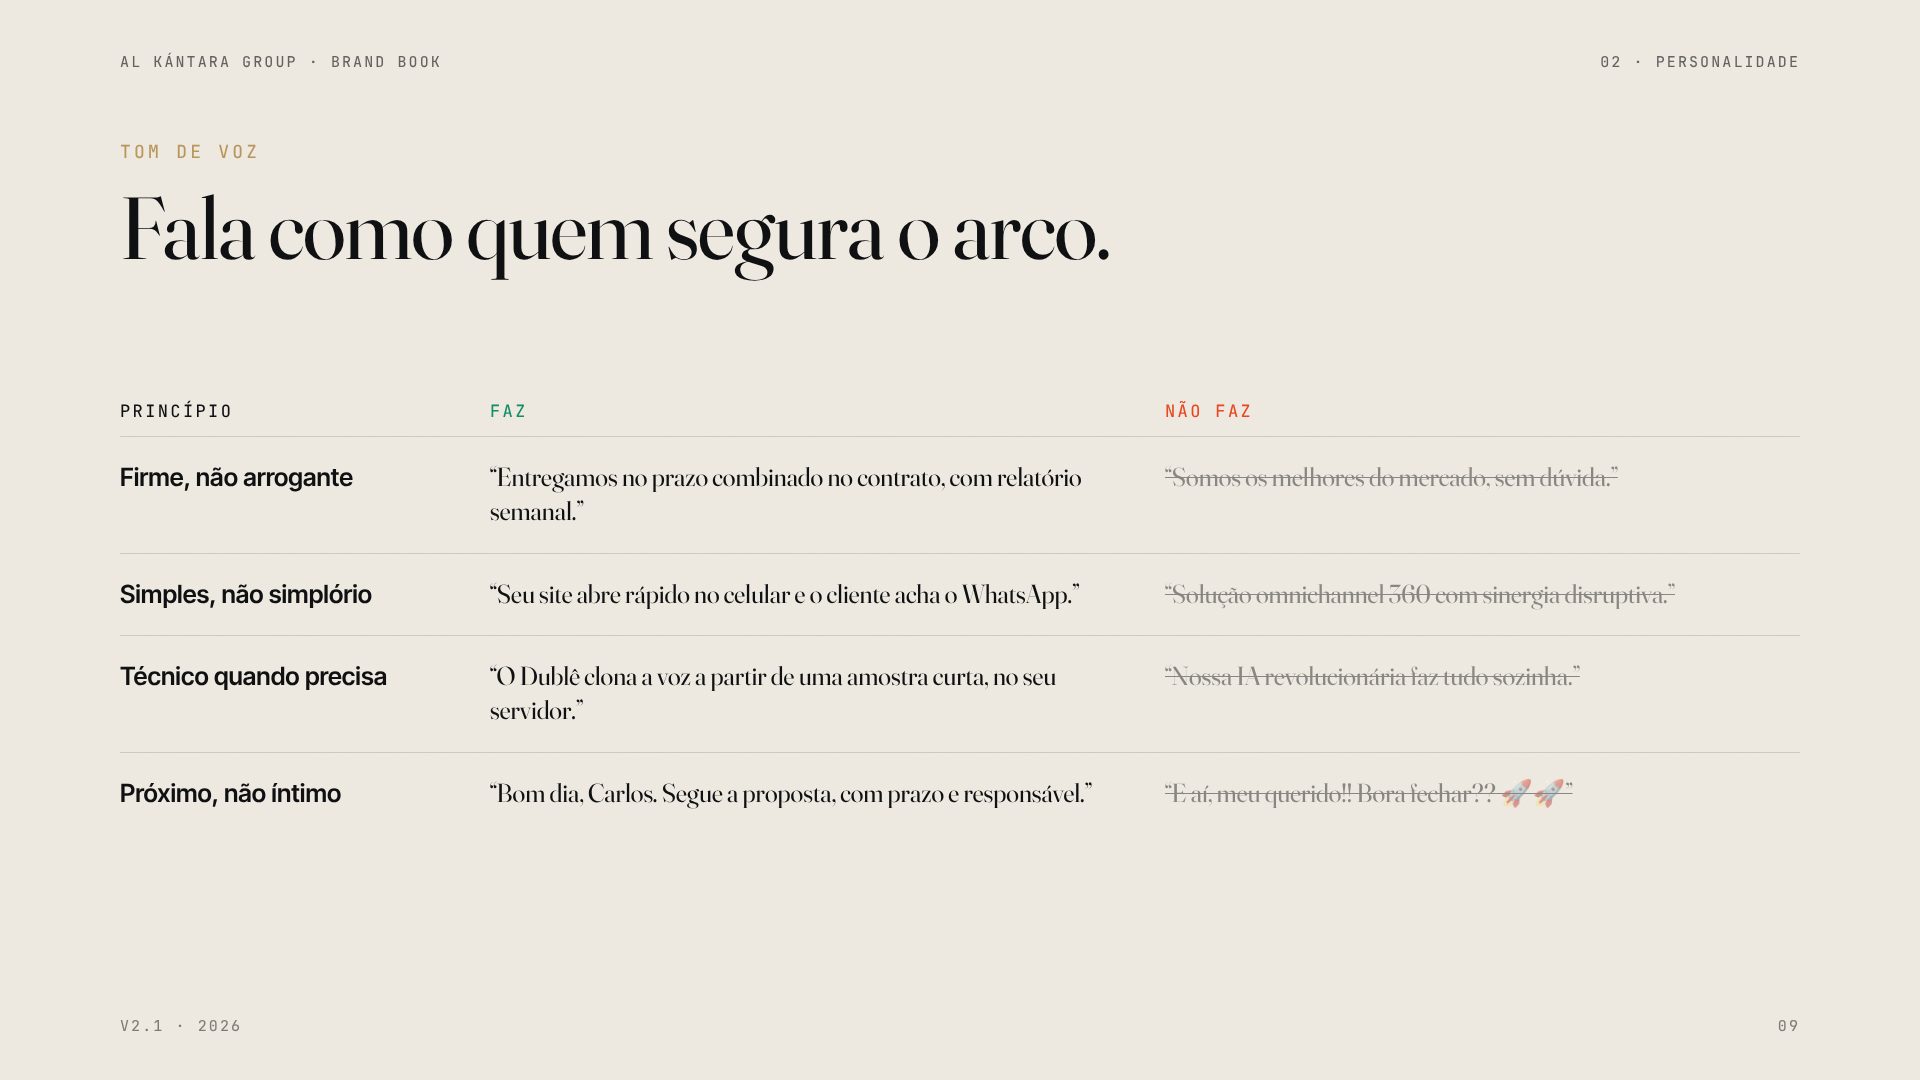 AL KÁNTARA GROUP · BRAND BOOK
02 · PERSONALIDADE
TOM DE VOZ
Fala como quem segura o arco.
PRINCÍPIO
FAZ
NÃO FAZ
Firme, não arrogante
“Entregamos no prazo combinado no contrato, com relatório
semanal.”
“Somos os melhores do mercado, sem dúvida.”
Simples, não simplório
“Seu site abre rápido no celular e o cliente acha o WhatsApp.”
“Solução omnichannel 360 com sinergia disruptiva.”
Técnico quando precisa
“O Dublê clona a voz a partir de uma amostra curta, no seu
servidor.”
“Nossa IA revolucionária faz tudo sozinha.”
Próximo, não íntimo
“Bom dia, Carlos. Segue a proposta, com prazo e responsável.”
“E aí, meu querido!! Bora fechar?? 🚀🚀”
V2.1 · 2026
09